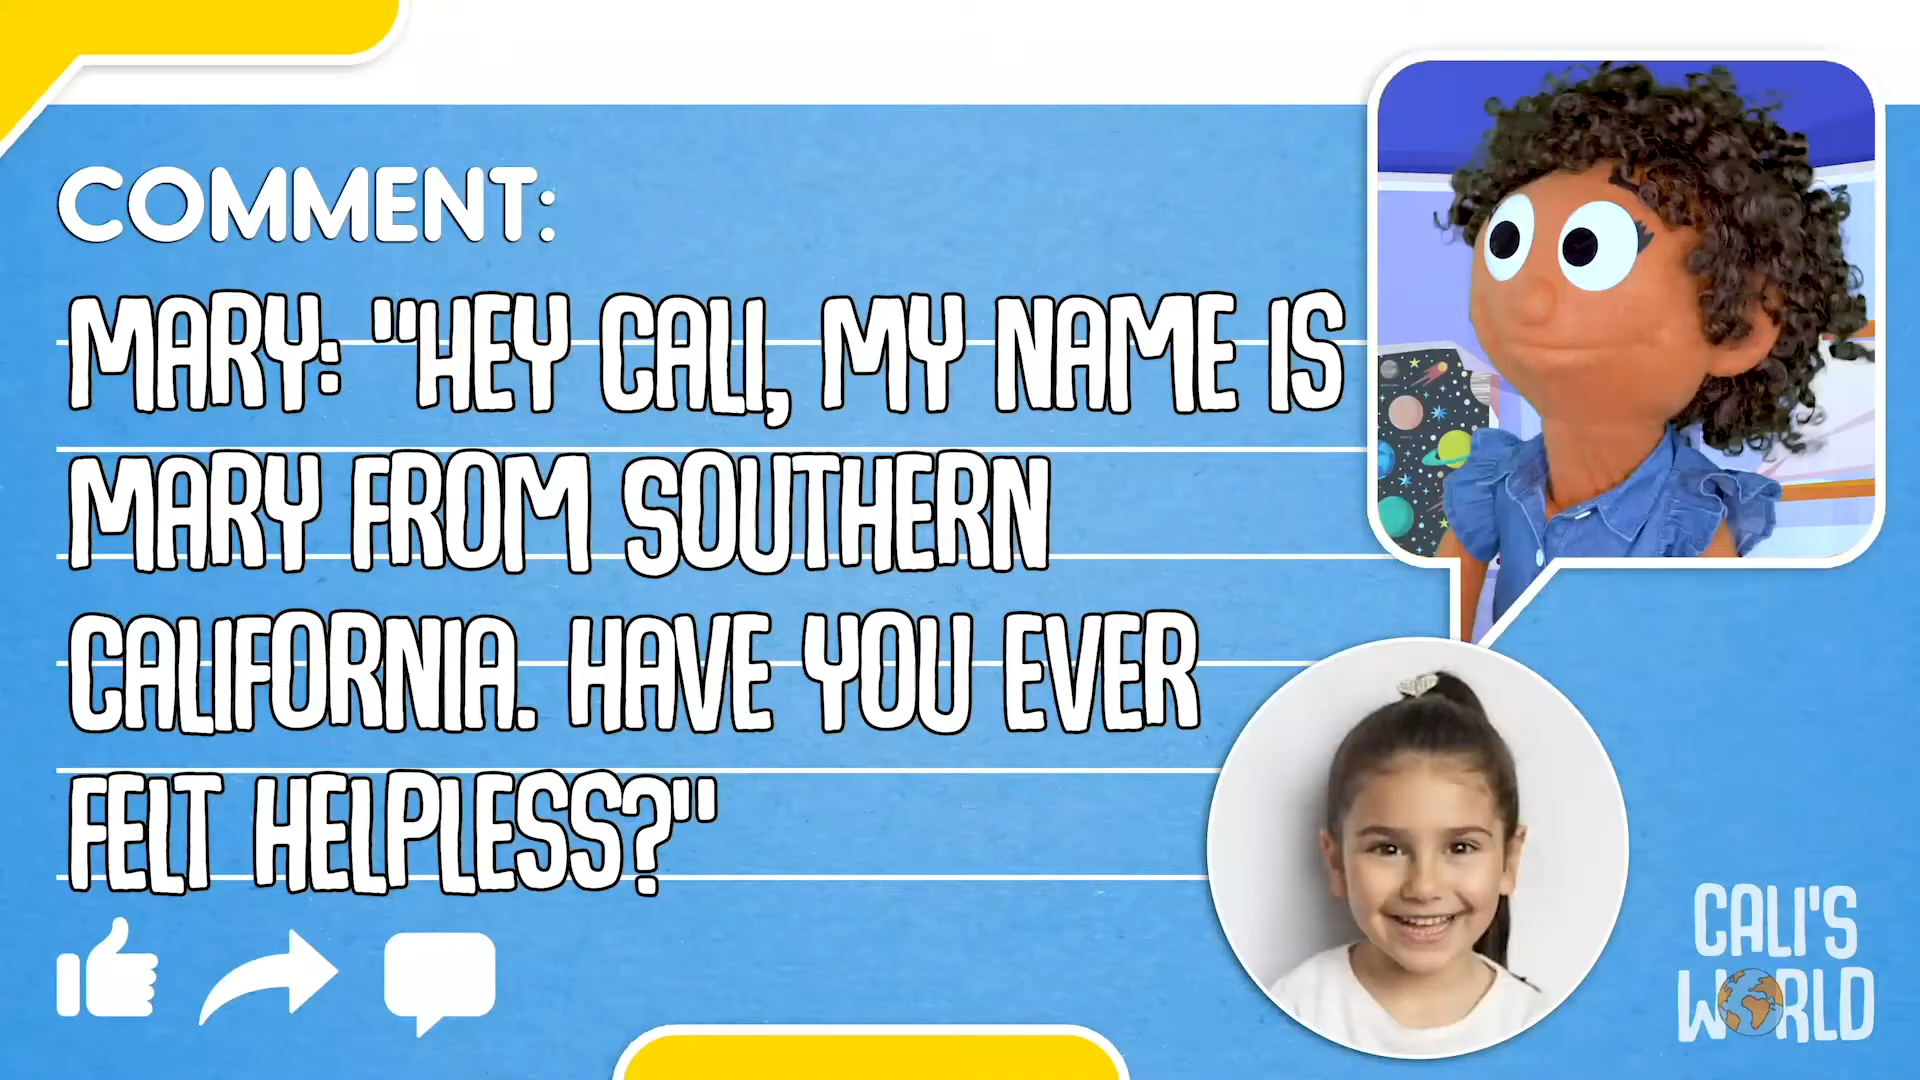 COMMENT:
MARY: "HEY CALI, MY NAME IS
MARY FROM SOUTHERN
CALIFORNIA. HAVE YOU EVER
FELT HELPLESS?"
CALI'S
WORLD